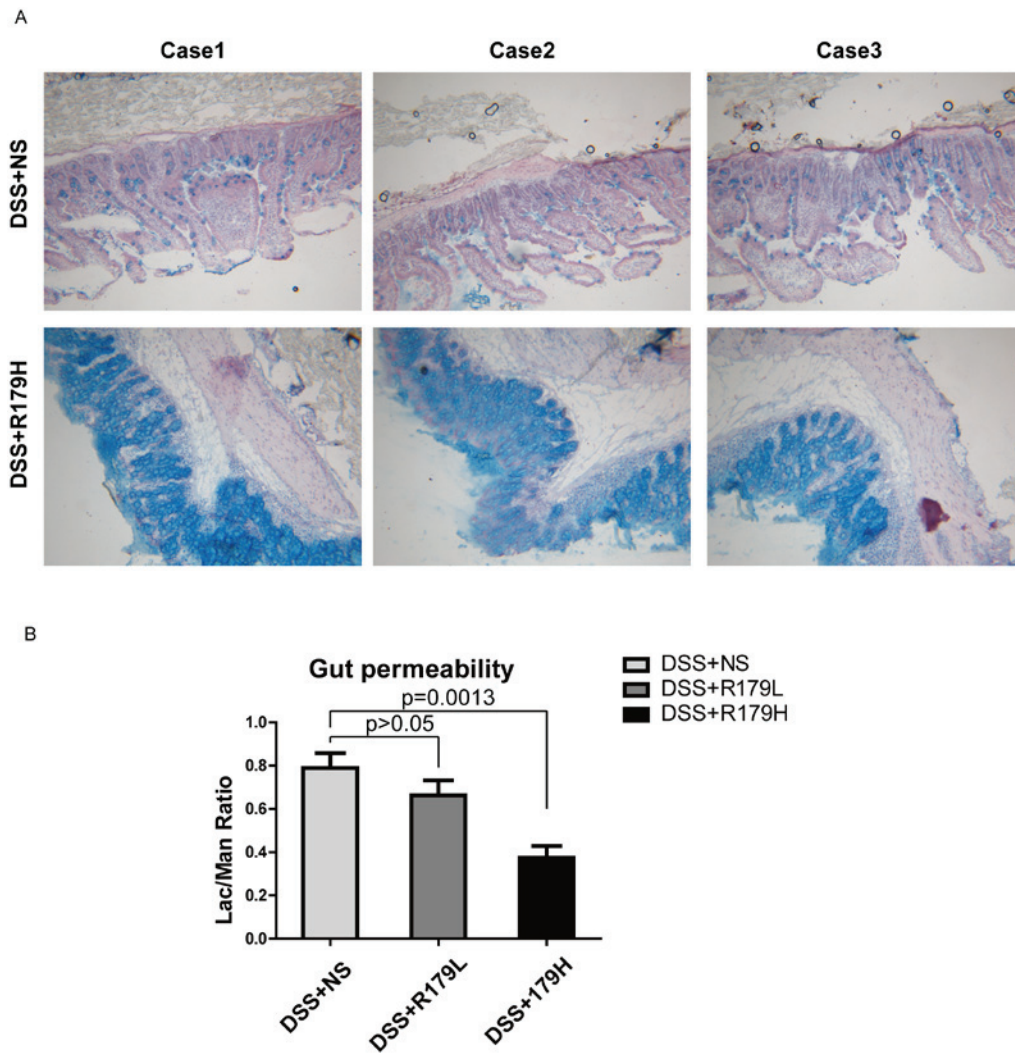 A
Case1 Case2 Case3
DSS+NS
DSS+R179H
B
Gut permeability
DSS+NS
DSS+R179L
DSS+R179H
p=0.0013
p>0.05
Lac/Man Ratio
1.0
0.8
0.6
0.4
0.2
0.0
DSS+NS
DSS+R179L
DSS+179H